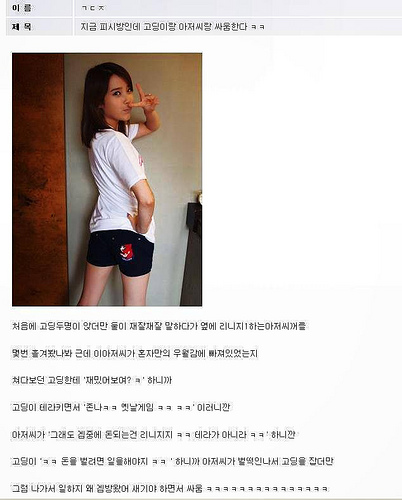 이 름 ㄱㄷㅈ
제 목 지금 피시방인데 고딩이랑 아저씨랑 싸움한다 ㅋㅋ
처음에 고딩두명이 앉더만 둘이 재잘재잘 말하다가 옆에 리니지1하는아저씨꺼를
몇번 흘겨봤나봐 근데 이아저씨가 혼자만의 우월감에 빠져있었는지
쳐다보던 고딩한테 '재밌어보여? ㅋ' 하니까
고딩이 테라키면서 '존나ㅋㅋ 옛날게임 ㅋㅋ ㅋㅋ' 이러니깐
아저씨가 '그래도 겜중에 돈되는건 리니지지 ㅋㅋ 테라가 아니라 ㅋㅋ' 하니깐
고딩이 'ㅋㅋ 돈을 벌려면 일을해야지 ㅋㅋ ' 하니까 아저씨가 벌떡인나서 고딩을 잡더만
그럼 나가서 일하지 왜 겜방왔어 새기야 하면서 싸움 ㅋㅋㅋㅋㅋㅋㅋㅋㅋㅋㅋㅋㅋㅋㅋ